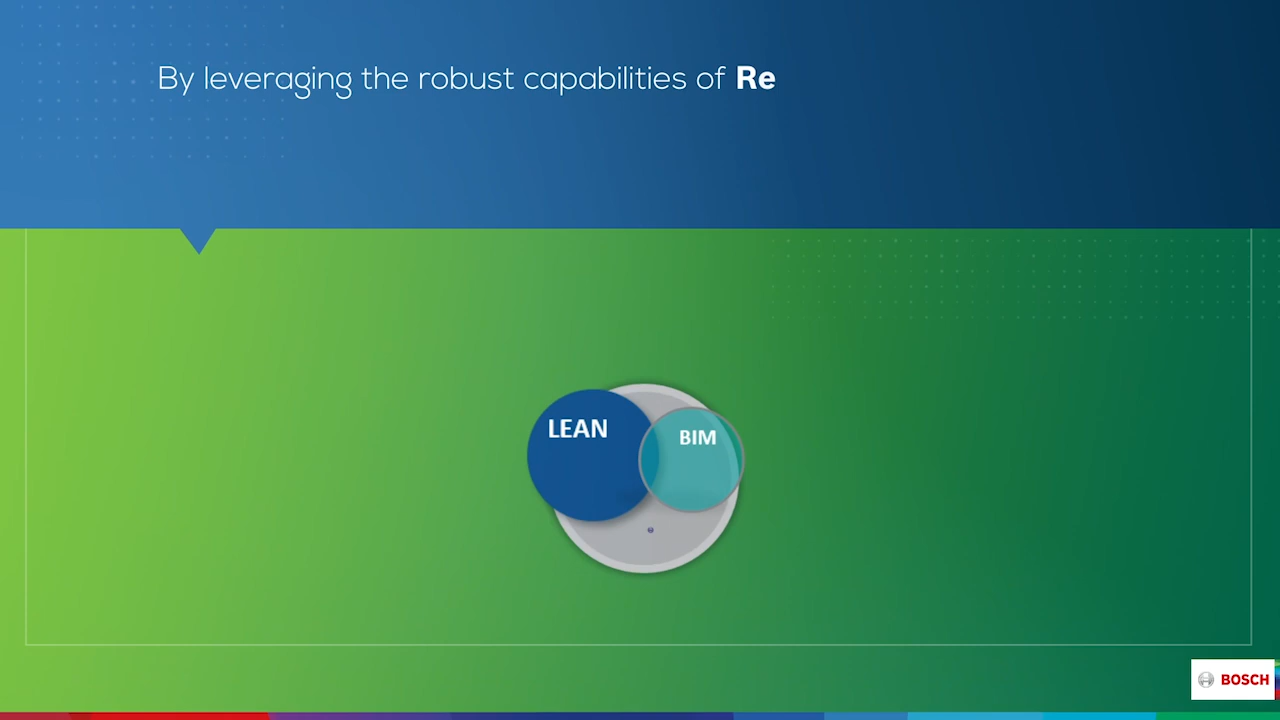 By leveraging the robust capabilities of Re
LEAN
BIM
BOSCH